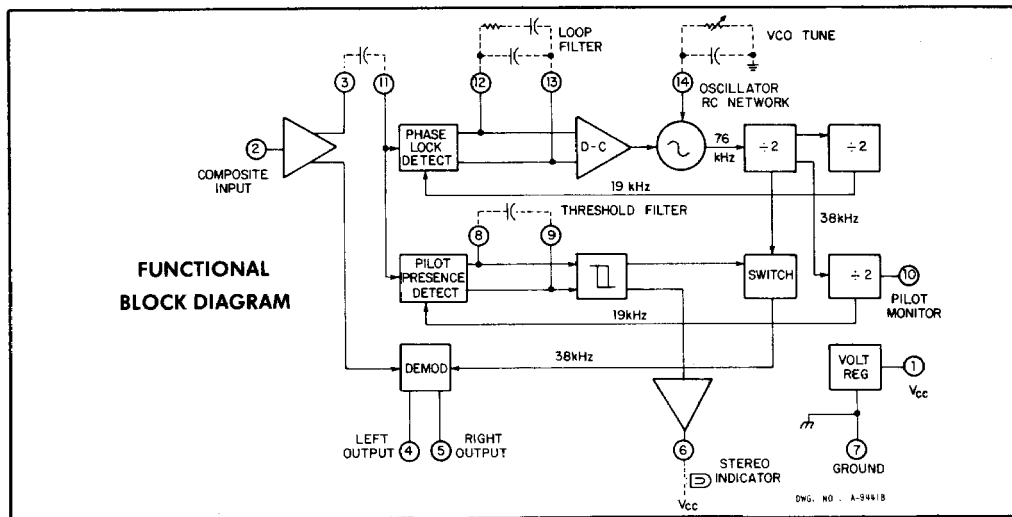 LOOP
FILTER
VCO TUNE
3
11
12
13
14
OSCILLATOR
RC NETWORK
2
COMPOSITE
INPUT
PHASE
LOCK
DETECT
D-C
76
kHz
÷2
÷2
19 kHz
38kHz
THRESHOLD FILTER
8
9
FUNCTIONAL
BLOCK DIAGRAM
PILOT
PRESENCE
DETECT
SWITCH
÷2
10
PILOT
MONITOR
19kHz
38kHz
DEMOD
VOLT
REG
1
Vcc
LEFT
OUTPUT
4
5
RIGHT
OUTPUT
6
7
GROUND
STEREO
INDICATOR
Vcc
DWG. NO. A-9441B